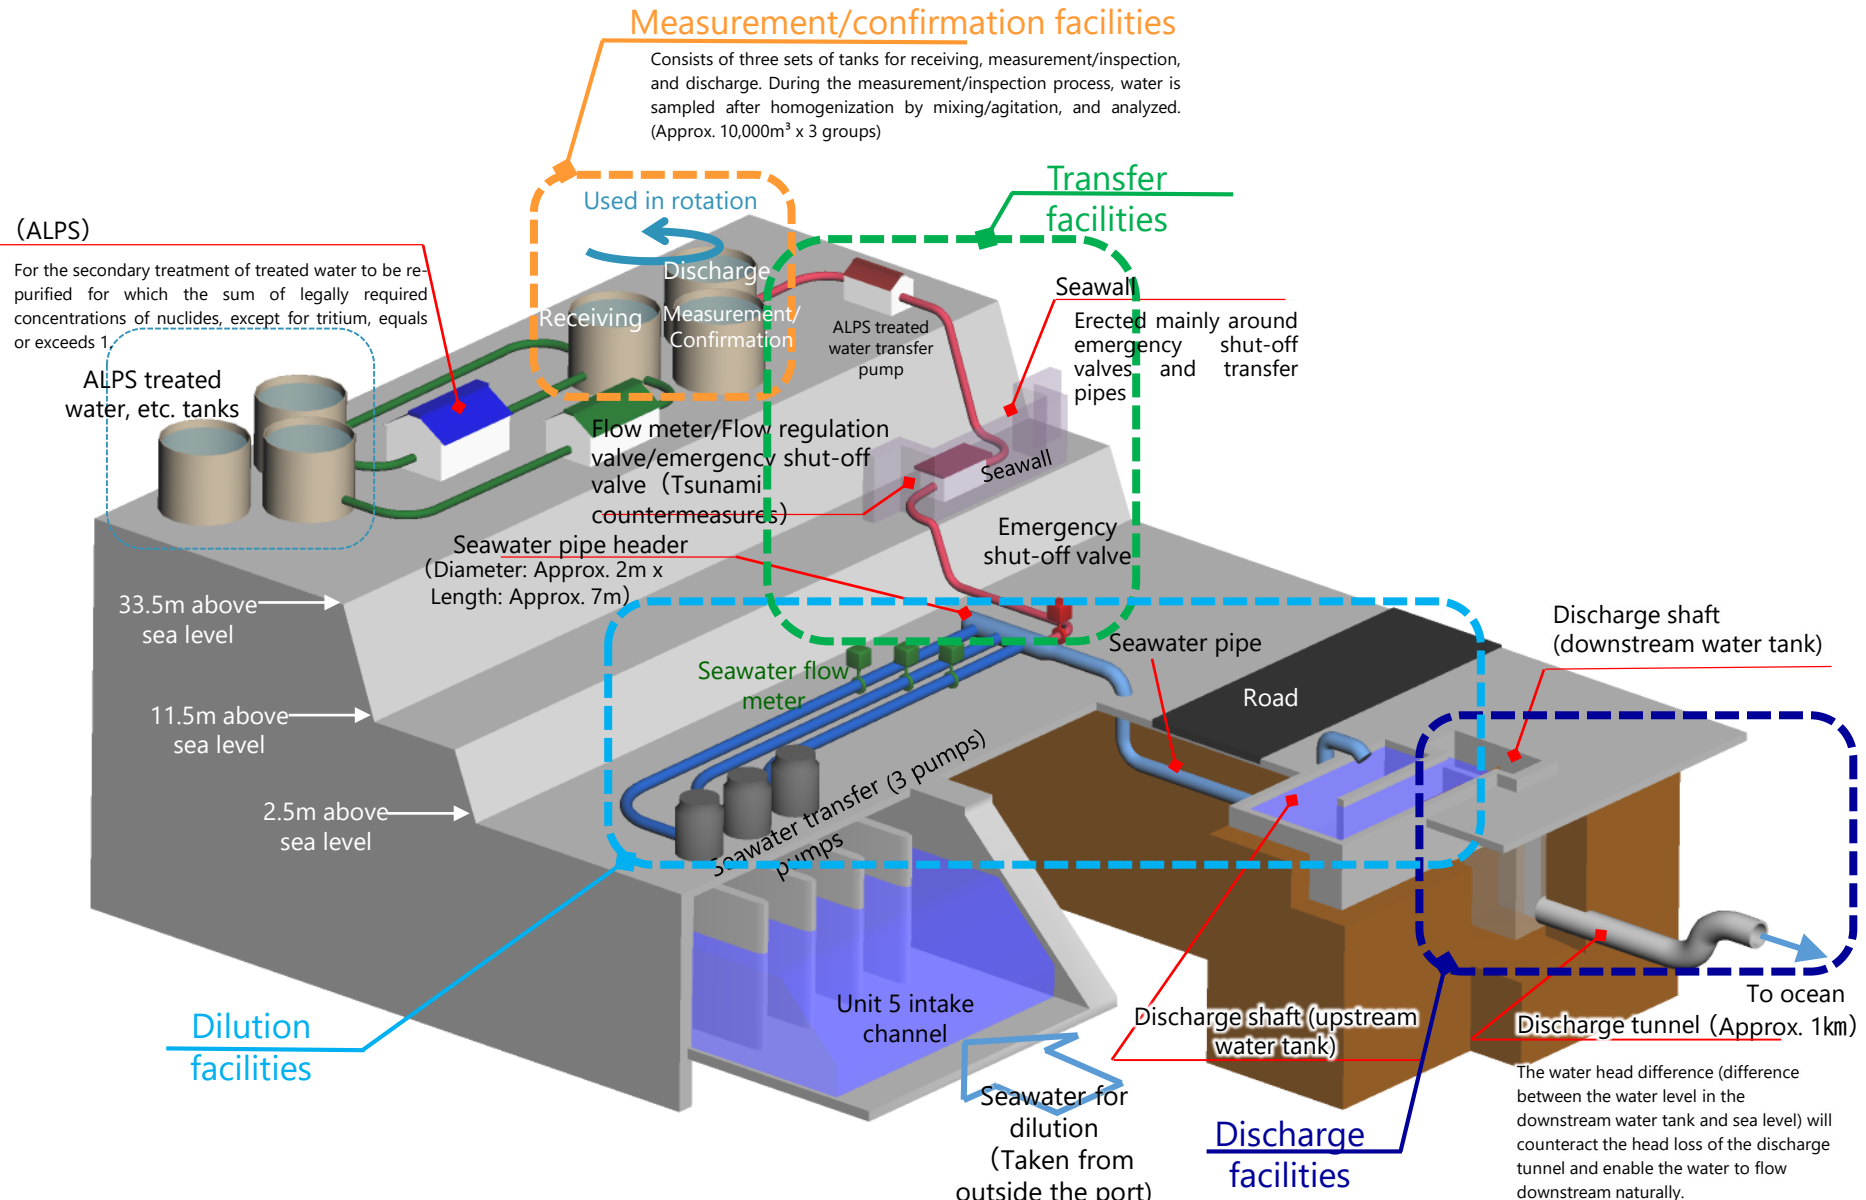 Measurement/confirmation facilities
Consists of three sets of tanks for receiving, measurement/inspection,
and discharge. During the measurement/inspection process, water is
sampled after homogenization by mixing/agitation, and analyzed.
(Approx. 10,000m³ x 3 groups)
Transfer
facilities
Used in rotation
(ALPS)
For the secondary treatment of treated water to be re-
purified for which the sum of legally required
concentrations of nuclides, except for tritium, equals
or exceeds 1.
ALPS treated
water, etc. tanks
Discharge
Receiving
Measurement/
Confirmation
ALPS treated
water transfer
pump
Seawall
Erected mainly around
emergency shut-off
valves and transfer
pipes
Flow meter/Flow regulation
valve/emergency shut-off
valve (Tsunami
countermeasures)
Seawall
Emergency
shut-off valve
Seawater pipe header
(Diameter: Approx. 2m x
Length: Approx. 7m)
33.5m above
sea level
11.5m above
sea level
2.5m above
sea level
Seawater flow
meter
Seawater pipe
Road
Discharge shaft
(downstream water tank)
Seawater transfer (3 pumps)
pumps
Unit 5 intake
channel
Dilution
facilities
Discharge shaft (upstream
water tank)
To ocean
Discharge tunnel (Approx. 1㎞)
The water head difference (difference
between the water level in the
downstream water tank and sea level) will
counteract the head loss of the discharge
tunnel and enable the water to flow
downstream naturally.
Seawater for
dilution
(Taken from
outside the port)
Discharge
facilities